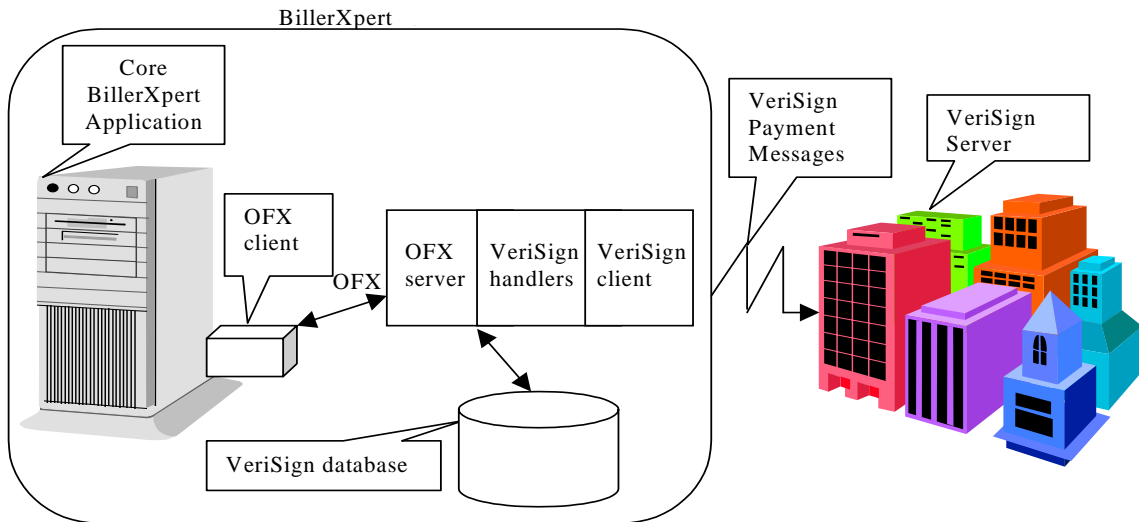 BillerXpert
Core
BillerXpert
Application
VeriSign
Payment
Messages
VeriSign
Server
OFX
client
OFX
OFX
server
VeriSign
handlers
VeriSign
client
VeriSign database